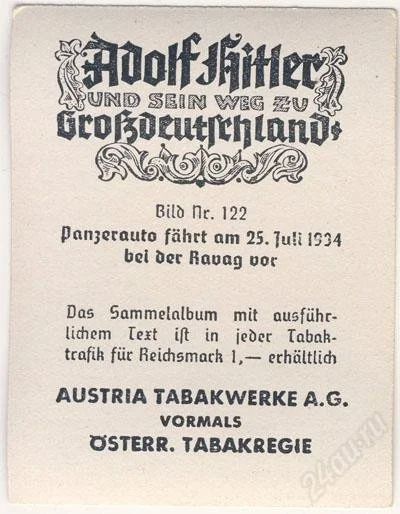 Adolf Hitler
UND SEIN WEG ZU
Großdeutschland
Bild Nr. 122
Panzerauto fährt am 25. Juli 1934
bei der Ravag vor
Das Sammelalbum mit ausführ-
lichem Text ist in jeder Tabak-
trafik für Reichsmark 1,— erhältlich
AUSTRIA TABAKWERKE A.G.
VORMALS
ÖSTERR. TABAKREGIE
24au.ru